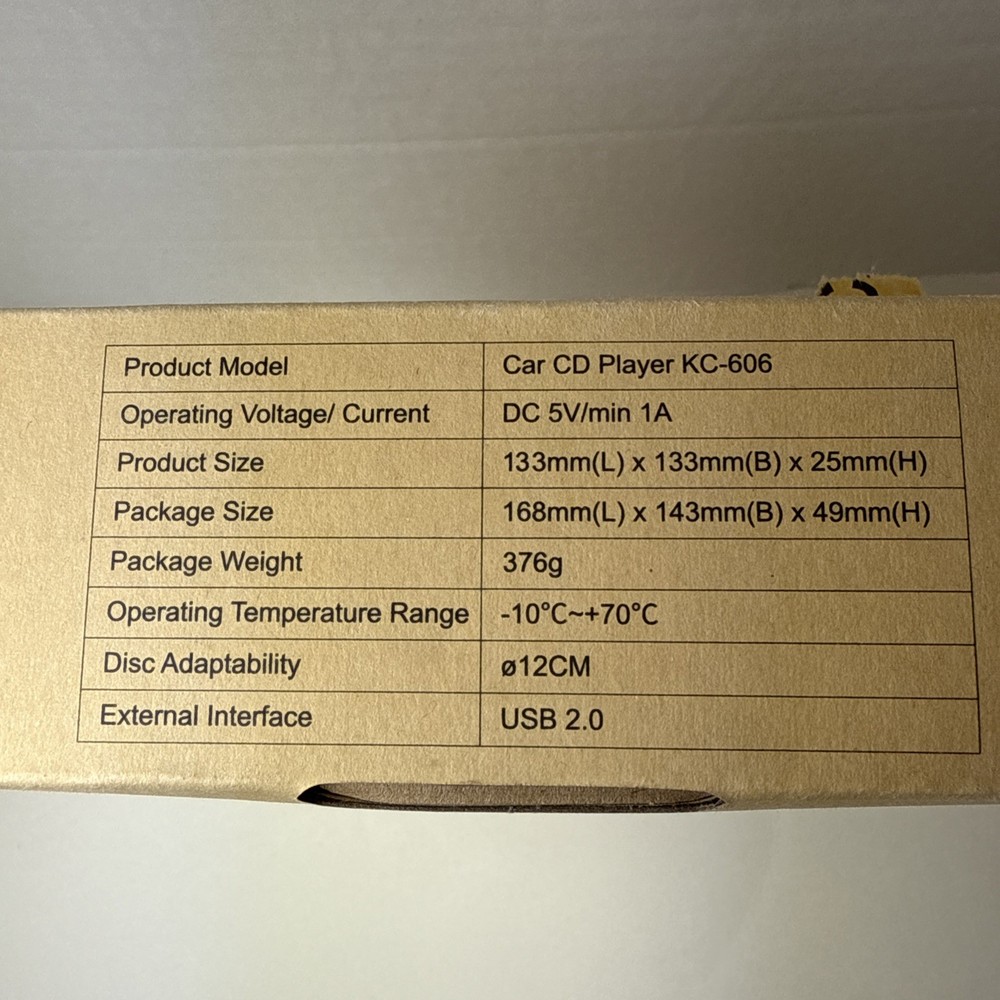 Product Model Car CD Player KC-606
Operating Voltage/ Current DC 5V/min 1A
Product Size 133mm(L) x 133mm(B) x 25mm(H)
Package Size 168mm(L) x 143mm(B) x 49mm(H)
Package Weight 376g
Operating Temperature Range -10°C~+70°C
Disc Adaptability ø12CM
External Interface USB 2.0